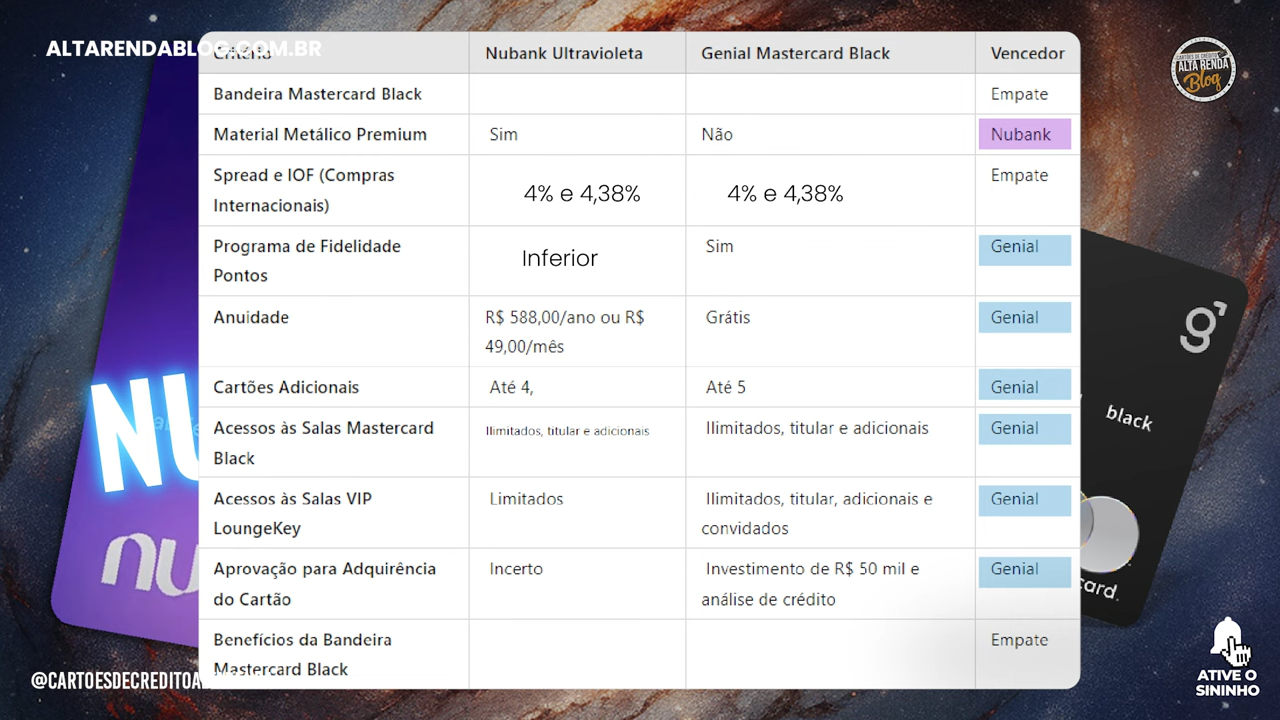 ALTARENDABLOG.COM.BR
Critério Nubank Ultravioleta Genial Mastercard Black Vencedor
Bandeira Mastercard Black Empate
Material Metálico Premium Sim Não Nubank
Spread e IOF (Compras Empate
Internacionais) 4% e 4,38% 4% e 4,38%
Programa de Fidelidade Sim Genial
Pontos Inferior
Anuidade R$ 588,00/ano ou R$ Grátis Genial
49,00/mês
Cartões Adicionais Até 4, Até 5 Genial
Acessos às Salas Mastercard Ilimitados, titular e adicionais Ilimitados, titular e adicionais Genial
Black
Acessos às Salas VIP Limitados Ilimitados, titular, adicionais e Genial
LoungeKey convidados
Aprovação para Adquirência Incerto Investimento de R$ 50 mil e Genial
do Cartão análise de crédito
Benefícios da Bandeira Empate
Mastercard Black
CARTÕES DE CRÉDITO
ALTA RENDA
Blog
NU
nu
g
black
card.
@CARTOESDECREDITOA
ATIVE O
SININHO